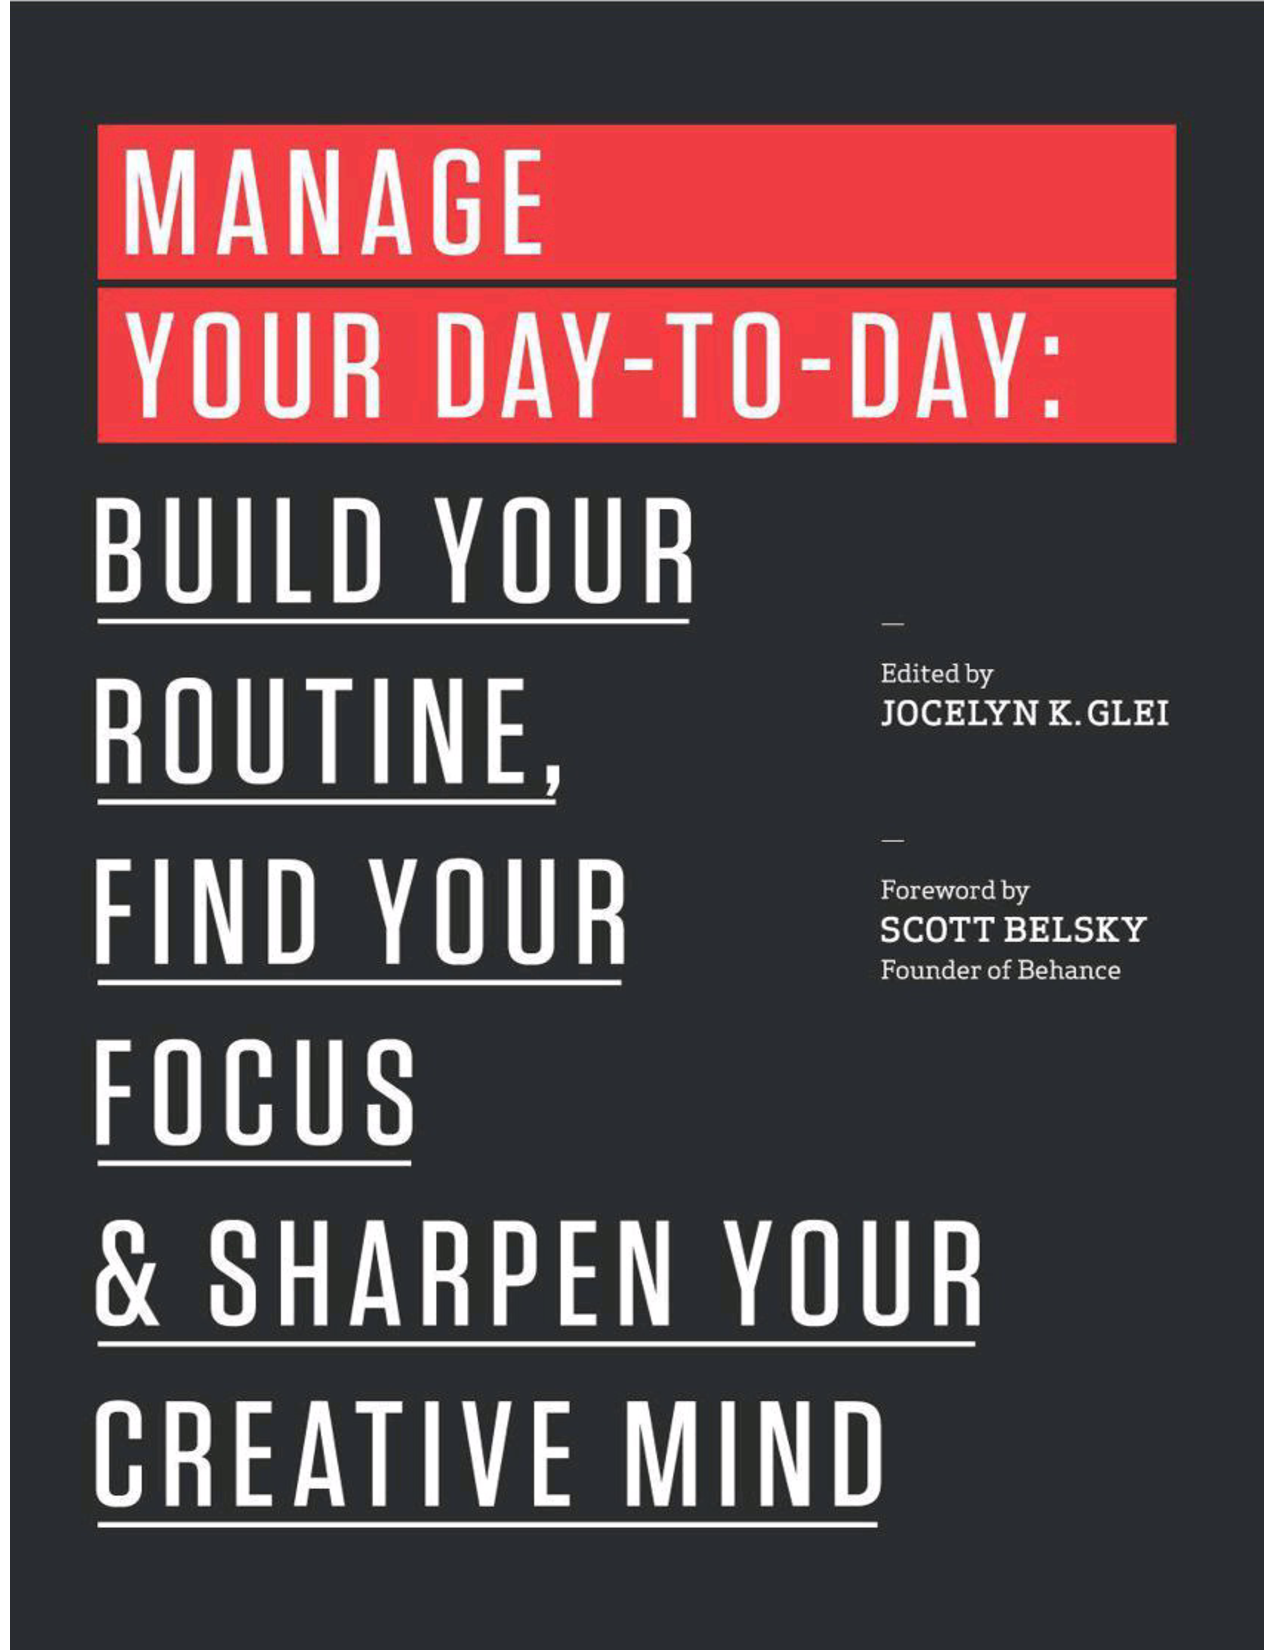 MANAGE
YOUR DAY-TO-DAY:
BUILD YOUR
ROUTINE,
FIND YOUR
FOCUS
& SHARPEN YOUR
CREATIVE MIND
Edited by
JOCELYN K. GLEI
Foreword by
SCOTT BELSKY
Founder of Behance